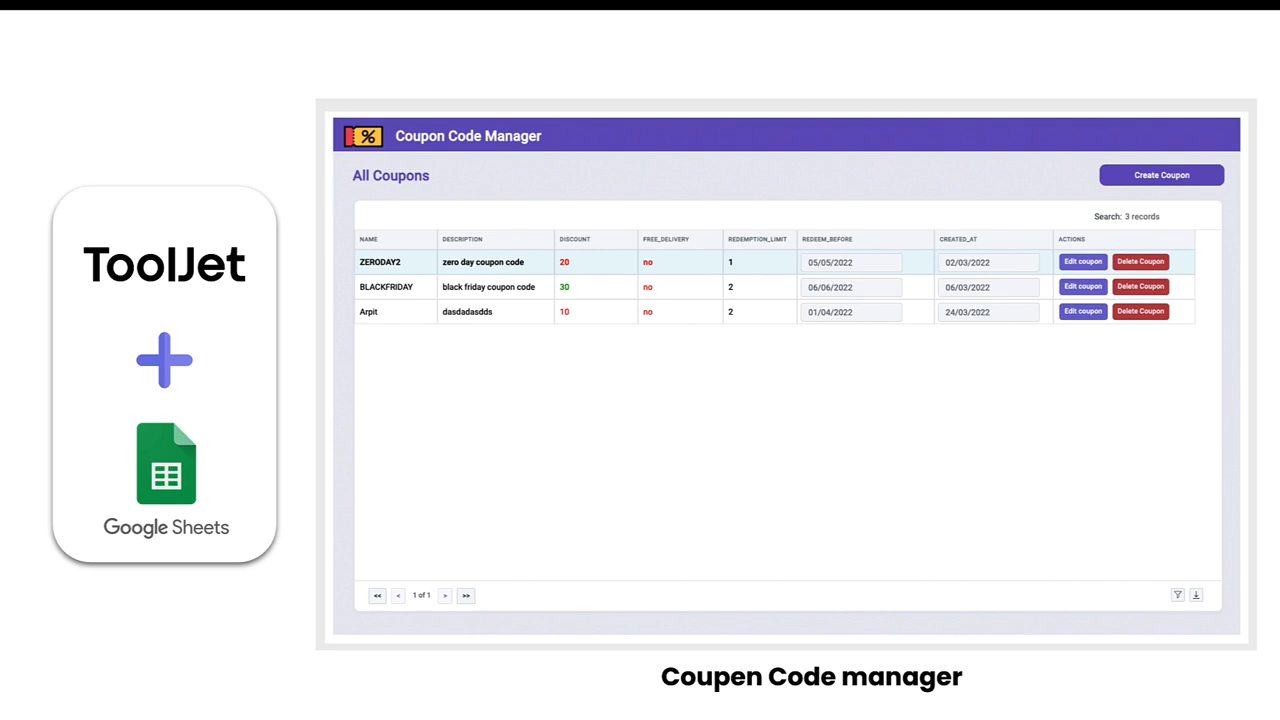 ToolJet
Google Sheets
% Coupon Code Manager
All Coupons
Create Coupon
Search: 3 records
NAME DESCRIPTION DISCOUNT FREE_DELIVERY REDEMPTION_LIMIT REDEEM_BEFORE CREATED_AT ACTIONS
ZERODAY2 zero day coupon code 20 no 1 05/05/2022 02/03/2022 Edit coupon Delete Coupon
BLACKFRIDAY black friday coupon code 30 no 2 06/06/2022 06/03/2022 Edit coupon Delete Coupon
Arpit dasdadasdds 10 no 2 01/04/2022 24/03/2022 Edit coupon Delete Coupon
<< < 1 of 1 > >>
Coupen Code manager